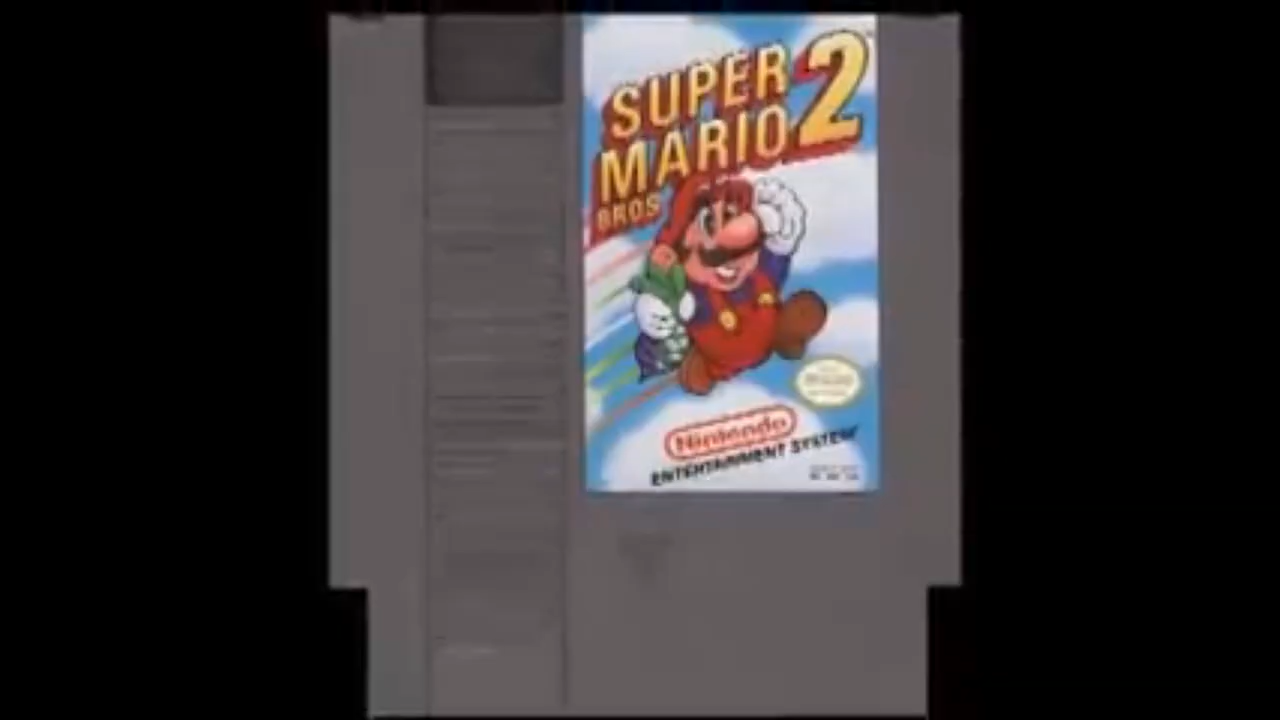 SUPER
MARIO 2
BROS
Nintendo
ENTERTAINMENT SYSTEM